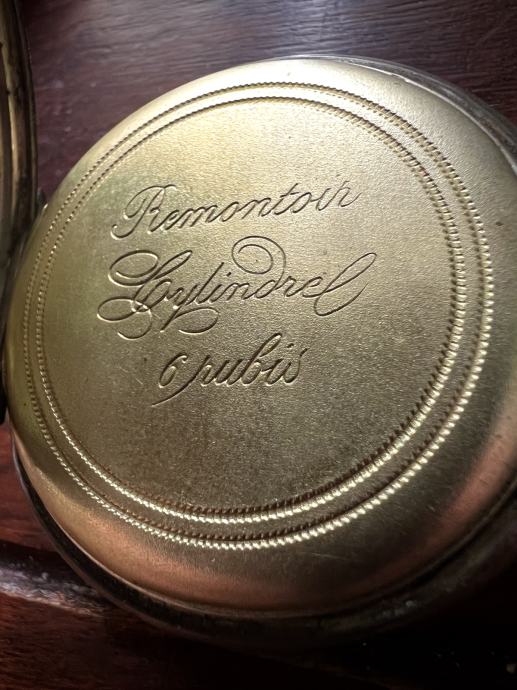 Remontoir
Cylindre
6 rubis